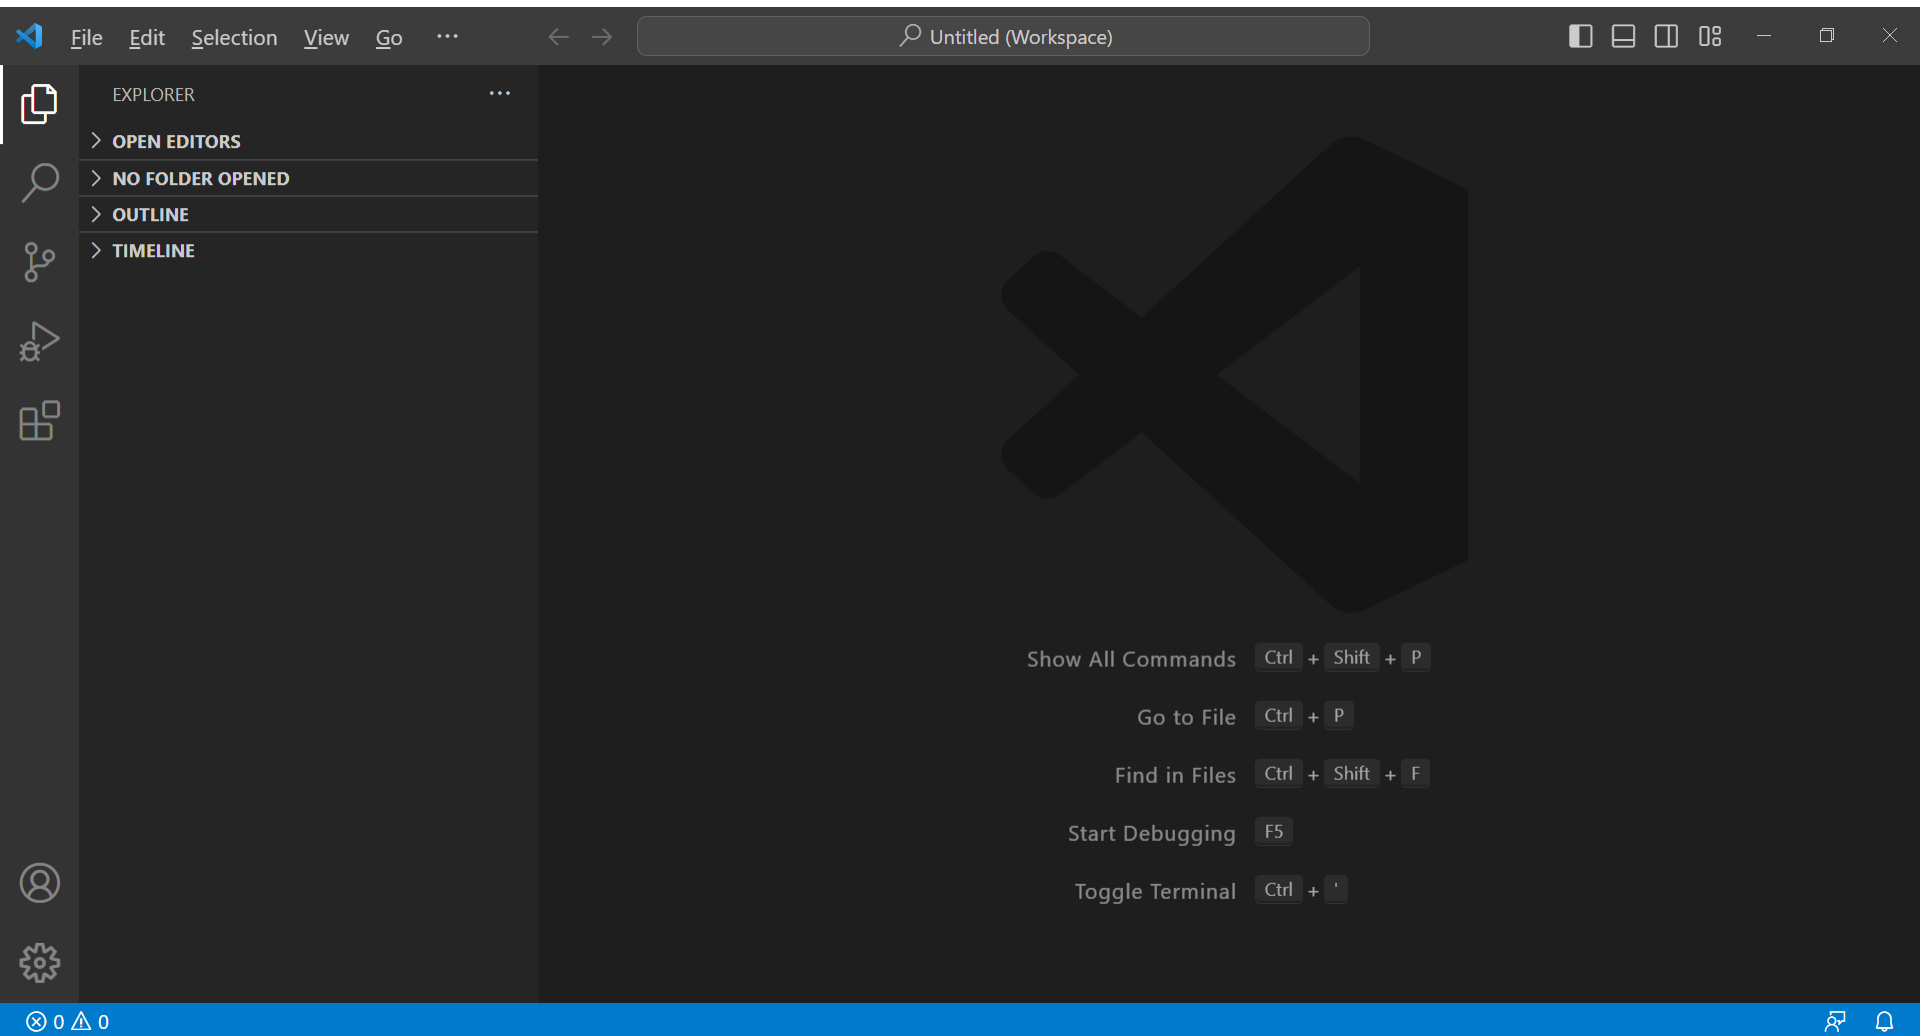 File Edit Selection View Go ···
Untitled (Workspace)
EXPLORER ···
OPEN EDITORS
NO FOLDER OPENED
OUTLINE
TIMELINE
Show All Commands Ctrl + Shift + P
Go to File Ctrl + P
Find in Files Ctrl + Shift + F
Start Debugging F5
Toggle Terminal Ctrl + '
0 0